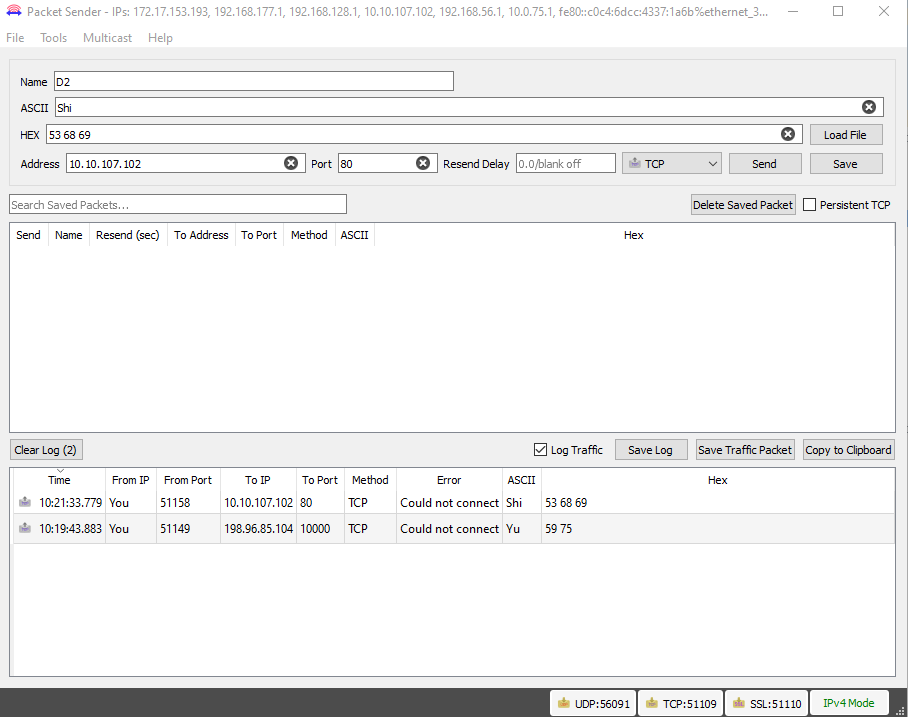 Packet Sender - IPs: 172.17.153.193, 192.168.177.1, 192.168.128.1, 10.10.107.102, 192.168.56.1, 10.0.75.1, fe80::c0c4:6dcc:4337:1a6b%ethernet_3...
File Tools Multicast Help
Name D2
ASCII Shi
HEX 53 68 69 Load File
Address 10.10.107.102 Port 80 Resend Delay 0.0/blank off TCP Send Save
Search Saved Packets... Delete Saved Packet Persistent TCP
Send Name Resend (sec) To Address To Port Method ASCII Hex
Clear Log (2) Log Traffic Save Log Save Traffic Packet Copy to Clipboard
Time From IP From Port To IP To Port Method Error ASCII Hex
10:21:33.779 You 51158 10.10.107.102 80 TCP Could not connect Shi 53 68 69
10:19:43.883 You 51149 198.96.85.104 10000 TCP Could not connect Yu 59 75
UDP:56091 TCP:51109 SSL:51110 IPv4 Mode